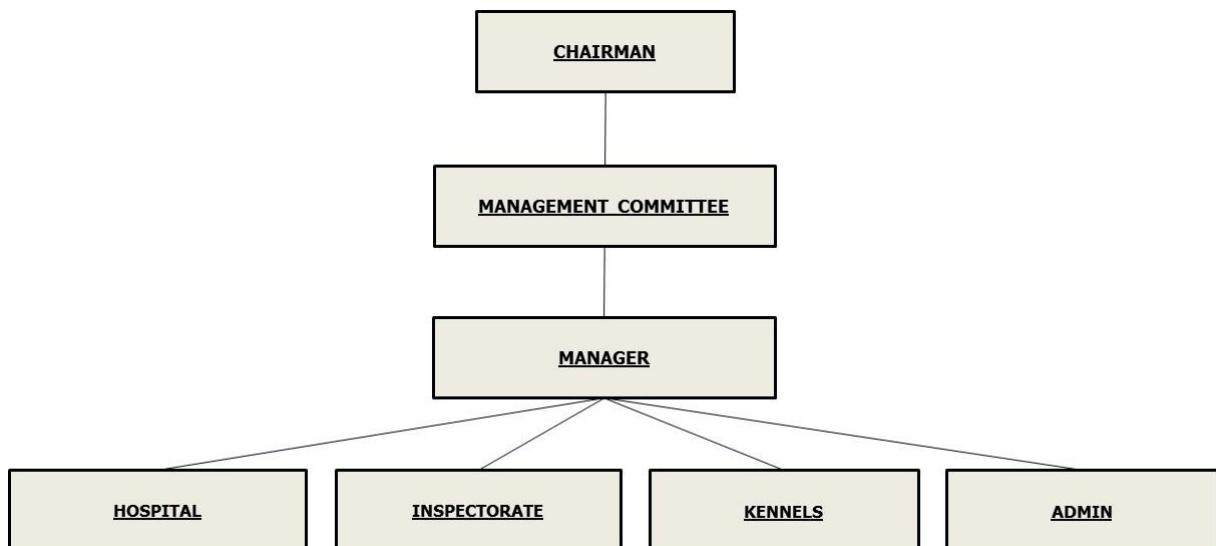 CHAIRMAN
MANAGEMENT COMMITTEE
MANAGER
HOSPITAL
INSPECTORATE
KENNELS
ADMIN